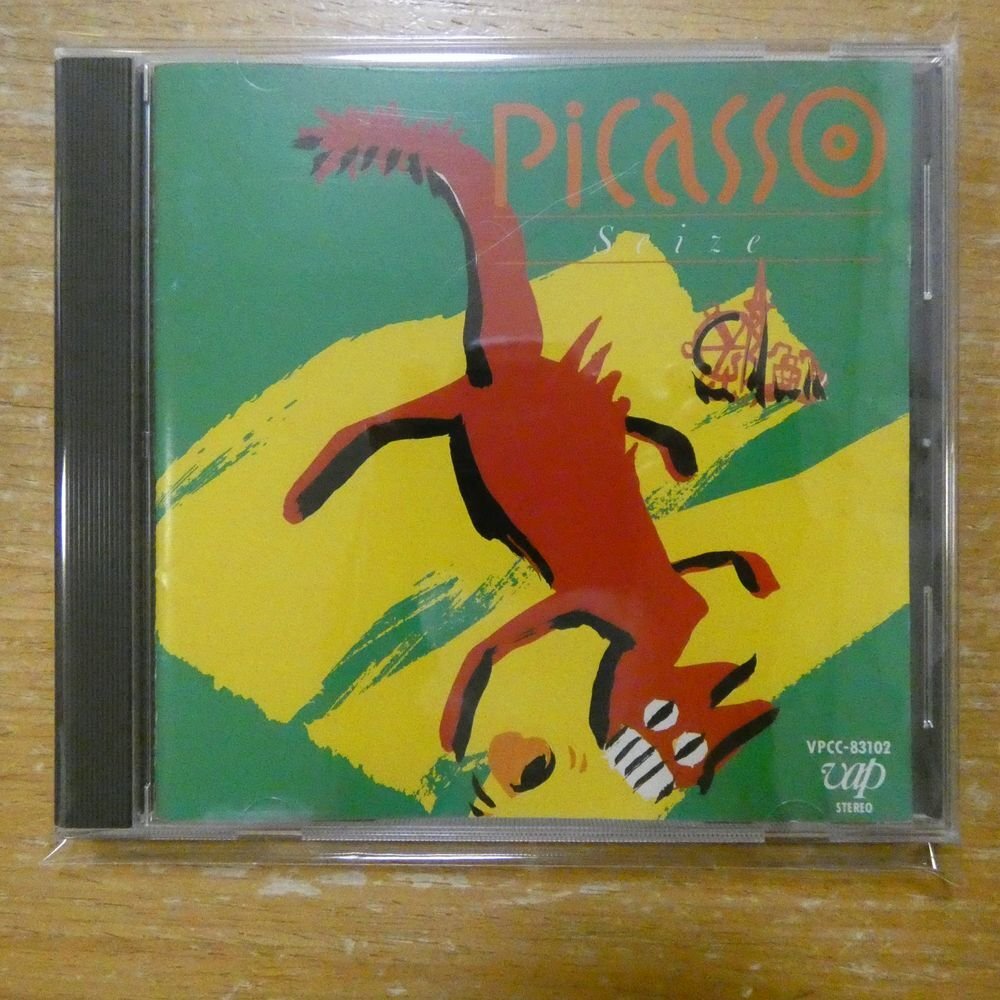 PiCASSO
Seize
VPCC-83102
vap
STEREO